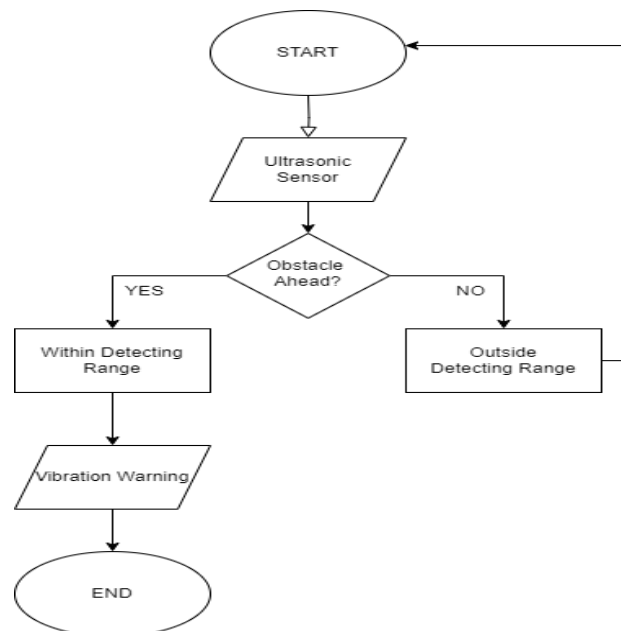 START
Ultrasonic
Sensor
Obstacle
Ahead?
YES
NO
Within Detecting
Range
Outside
Detecting Range
Vibration Warning
END